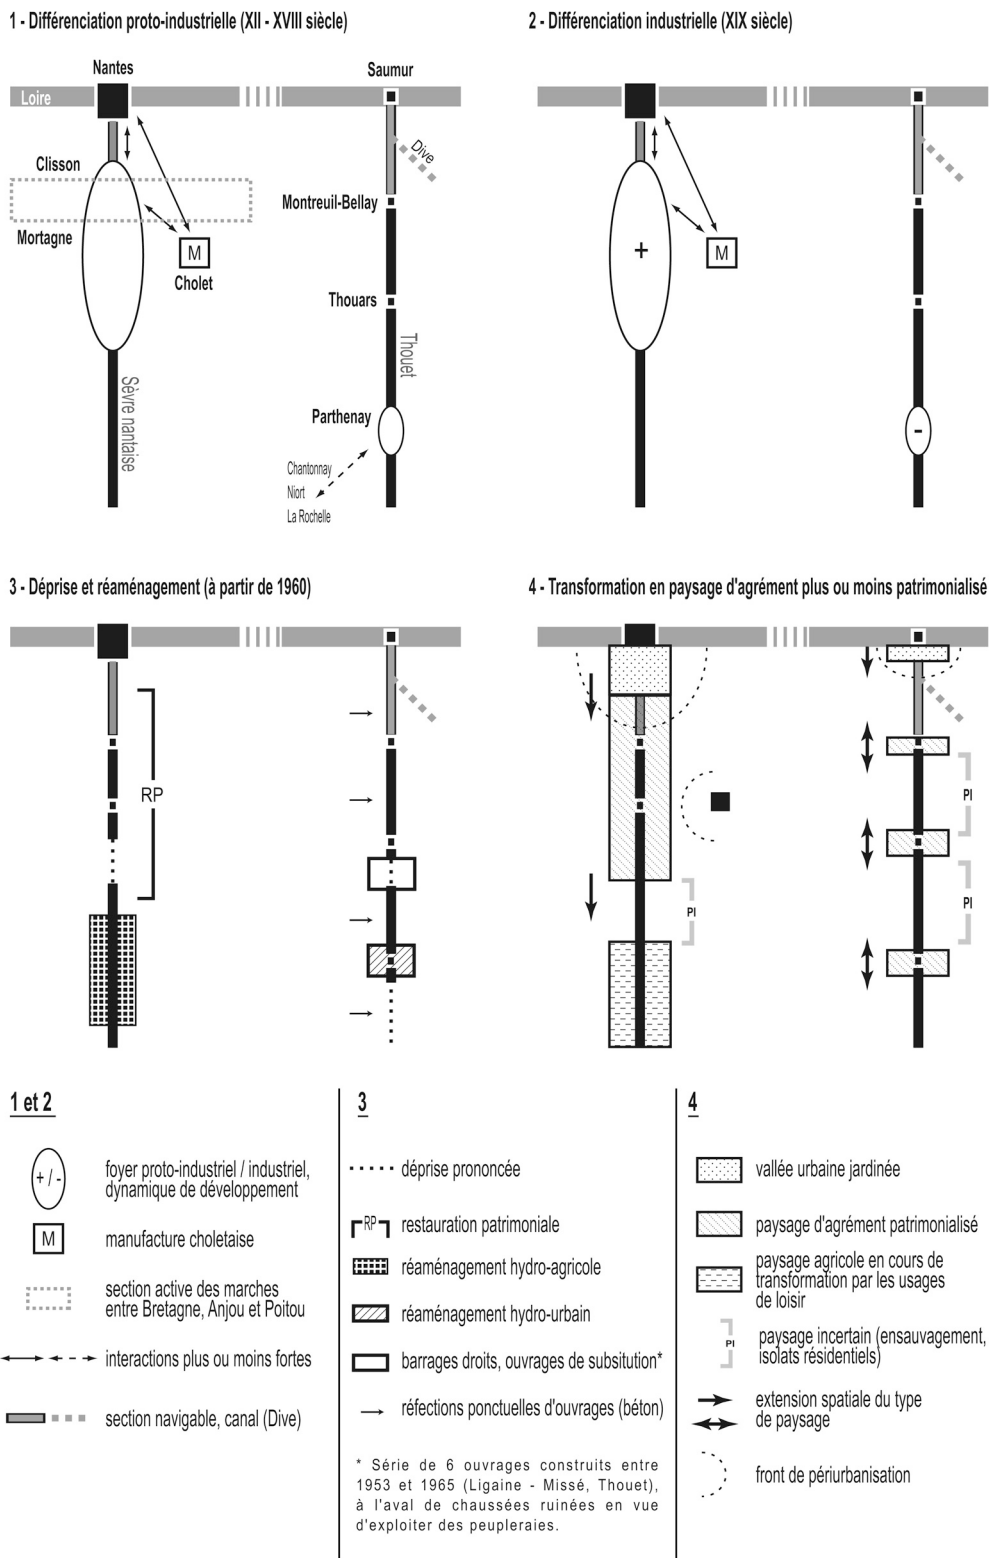 1 - Différenciation proto-industrielle (XII - XVIII siècle)
Nantes
Saumur
Loire
Dive
Clisson
Montreuil-Bellay
Mortagne
M
Cholet
Thouars
Thouet
Sèvre nantaise
Parthenay
Chantonnay
Niort
La Rochelle
2 - Différenciation industrielle (XIX siècle)
+
M
-
3 - Déprise et réaménagement (à partir de 1960)
RP
4 - Transformation en paysage d'agrément plus ou moins patrimonialisé
PI
PI
PI
1 et 2
+ / -
foyer proto-industriel / industriel,
dynamique de développement
M
manufacture choletaise
section active des marches
entre Bretagne, Anjou et Poitou
interactions plus ou moins fortes
section navigable, canal (Dive)
3
déprise prononcée
RP
restauration patrimoniale
réaménagement hydro-agricole
réaménagement hydro-urbain
barrages droits, ouvrages de subsitution*
réfections ponctuelles d'ouvrages (béton)
* Série de 6 ouvrages construits entre
1953 et 1965 (Ligaine - Missé, Thouet),
à l'aval de chaussées ruinées en vue
d'exploiter des peupleraies.
4
vallée urbaine jardinée
paysage d'agrément patrimonialisé
paysage agricole en cours de
transformation par les usages
de loisir
PI
paysage incertain (ensauvagement,
isolats résidentiels)
extension spatiale du type
de paysage
front de périurbanisation